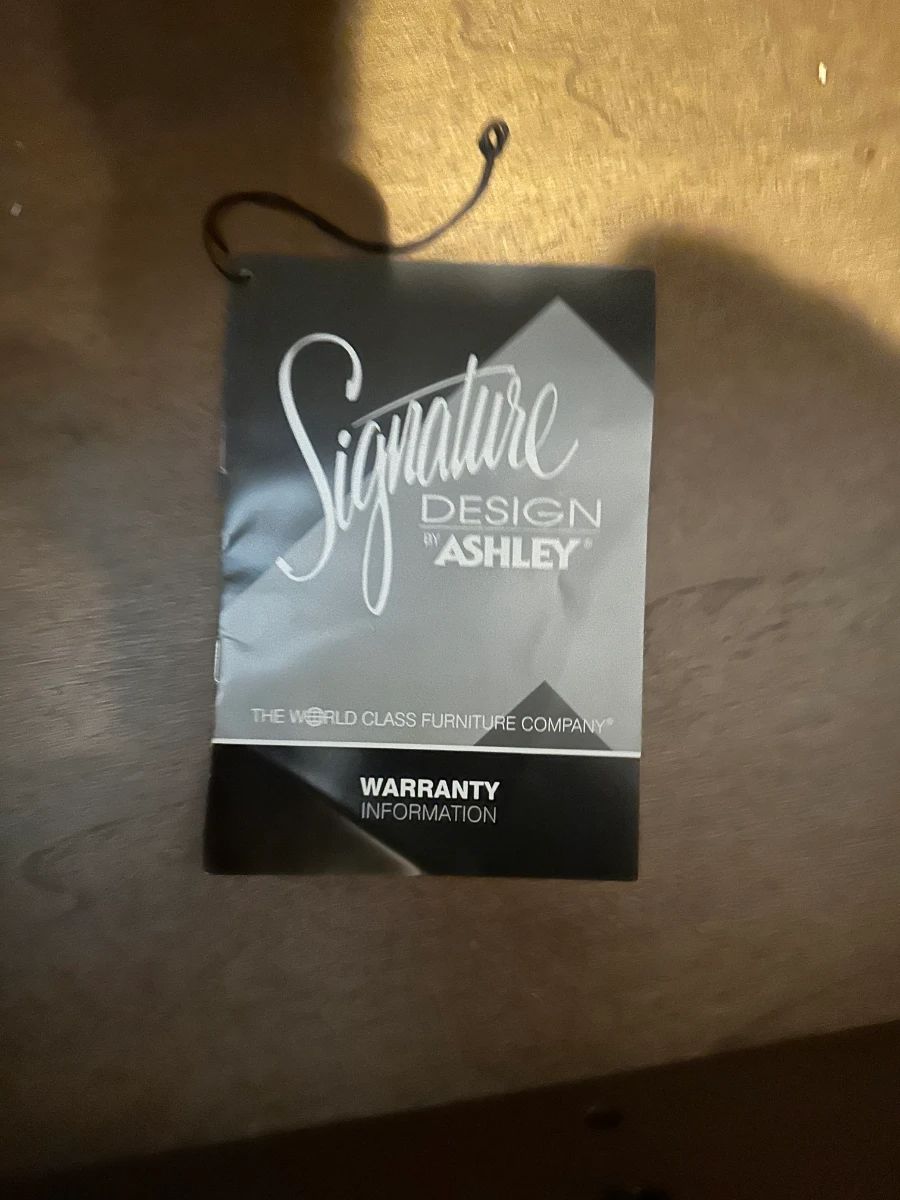 Signature
DESIGN
BY ASHLEY®
THE WORLD CLASS FURNITURE COMPANY®
WARRANTY
INFORMATION